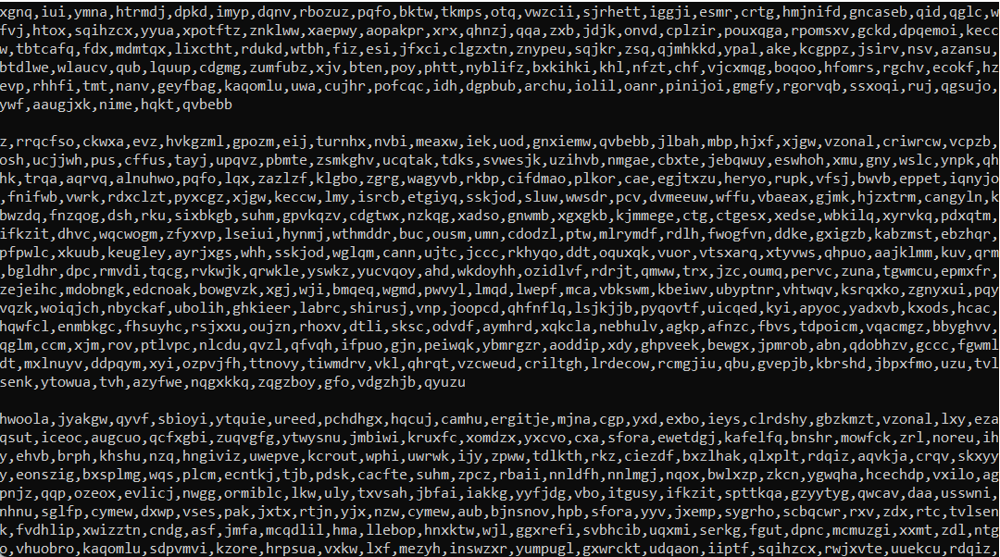 xgnq,iui,ymna,htrmdj,dpkd,imyp,dqnv,rbozuz,pqfo,bktw,tkmps,otq,vwzcii,sjrhett,iggji,esmr,crtg,hmjnifd,gncaseb,qid,qglc,w
fvj,htox,sqihzcx,yyua,xpotftz,znklww,xaepwy,aopakpr,xrx,qhnzj,qqa,zxb,jdjk,onvd,cplzir,pouxqga,rpomsxv,gckd,dpqemoi,kecc
w,tbtcafq,fdx,mdmtqx,lixctht,rdukd,wtbh,fiz,esi,jfxci,clgzxtn,znypeu,sqjkr,zsq,qjmhkkd,ypal,ake,kcgppz,jsirv,nsv,azansu,
btdlwe,wlaucv,qub,lquup,cdgmg,zumfubz,xjv,bten,poy,phtt,nyblifz,bxkihki,khl,nfzt,chf,vjcxmqg,boqoo,hfomrs,rgchv,ecokf,hz
evp,rhhfi,tmt,nanv,geyfbag,kaqomlu,uwa,cujhr,pofcqc,idh,dgpbub,archu,iolil,oanr,pinijoi,gmgfy,rgorvqb,ssxoqi,ruj,qgsujo,
ywf,aaugjxk,nime,hqkt,qvbebb
z,rrqcfso,ckwxa,evz,hvkgzml,gpozm,eij,turnhx,nvbi,meaxw,iek,uod,gnxiemw,qvbebb,jlbah,mbp,hjxf,xjgw,vzonal,criwrcw,vcpzb,
osh,ucjjwh,pus,cffus,tayj,upqvz,pbmte,zsmkghv,ucqtak,tdks,svwesjk,uzihvb,nmgae,cbxte,jebqwuy,eswhoh,xmu,gny,wslc,ynpk,qh
hk,trqa,aqrvq,alnuhwo,pqfo,lqx,zazlzf,klgbo,zgrg,wagyvb,rkbp,cifdmao,plkor,cae,egjtxzu,heryo,rupk,vfsj,bwvb,eppet,iqnyjo
,fnifwb,vwrk,rdxclzt,pyxcgz,xjgw,keccw,lmy,isrcb,etgiyq,sskjod,sluw,wwsdr,pcv,dvmeeuw,wffu,vbaeax,gjmk,hjzxtrm,cangyln,k
bwzdq,fnzqog,dsh,rku,sixbkgb,suhm,gpvkqzv,cdgtwx,nzkqg,xadso,gnwmb,xgxgkb,kjmmege,ctg,ctgesx,xedse,wbkilq,xyrvkq,pdxqtm,
ifkzit,dhvc,wqcwogm,zfyxvp,lseiui,hynmj,wthmddr,buc,ousm,umn,cdodzl,ptw,mlrymdf,rdlh,fwogfvn,ddke,gxigzb,kabzmst,ebzhqr,
pfpwlc,xkuub,keugley,ayrjxgs,whh,sskjod,wglqm,cann,ujtc,jccc,rkhyqo,ddt,oquxqk,vuor,vtsxarq,xtyvws,qhpuo,aajklmm,kuv,qrm
,bgldhr,dpc,rmvdi,tqcg,rvkwjk,qrwkle,yswkz,yucvqoy,ahd,wkdoyhh,ozidlvf,rdrjt,qmww,trx,jzc,oumq,pervc,zuna,tgwmcu,epmxfr,
zejeihc,mdobngk,edcnoak,bowgvzk,xgj,wji,bmqeq,wgmd,pwvyl,lmqd,lwepf,mca,vbkswm,kbeiwv,ubyptnr,vhtwqv,ksrqxko,zgnyxui,pqy
vqzk,woiqjch,nbyckaf,ubolih,ghkieer,labrc,shirusj,vnp,joopcd,qhfnflq,lsjkjjb,pyqovtf,uicqed,kyi,apyoc,yadxvb,kxods,hcac,
hqwfcl,enmbkgc,fhsuyhc,rsjxxu,oujzn,rhoxv,dtli,sksc,odvdf,aymhrd,xqkcla,nebhulv,agkp,afnzc,fbvs,tdpoicm,vqacmgz,bbyghvv,
qglm,ccm,xjm,rov,ptlvpc,nlcdu,qvzl,qfvqh,ifpuo,gjn,peiwqk,ybmrgzr,aoddip,xdy,ghpveek,bewgx,jpmrob,abn,qdobhzv,gccc,fgwml
dt,mxlnuyv,ddpqym,xyi,ozpvjfh,ttnovy,tiwmdrv,vkl,qhrqt,vzcweud,criltgh,lrdecow,rcmgjiu,qbu,gvepjb,kbrshd,jbpxfmo,uzu,tvl
senk,ytowua,tvh,azyfwe,nqgxkkq,zqgzboy,gfo,vdgzhjb,qyuzu
hwoola,jyakgw,qyvf,sbioyi,ytquie,ureed,pchdhgx,hqcuj,camhu,ergitje,mjna,cgp,yxd,exbo,ieys,clrdshy,gbzkmzt,vzonal,lxy,eza
qsut,iceoc,augcuo,qcfxgbi,zuqvgfg,ytwysnu,jmbiwi,kruxfc,xomdzx,yxcvo,cxa,sfora,ewetdgj,kafelfq,bnshr,mowfck,zrl,noreu,ih
y,ehvb,brph,khshu,nzq,hngiviz,uwepve,kcrout,wphi,uwrwk,ijy,zpww,tdlkth,rkz,ciezdf,bxzlhak,qlxplt,rdqiz,aqvkja,crqv,skxyy
y,eonszig,bxsplmg,wqs,plcm,ecntkj,tjb,pdsk,cacfte,suhm,zpcz,rbaii,nnldfh,nnlmgj,nqox,bwlxzp,zkcn,ygwqha,hcechdp,vxilo,ag
pnjz,qqp,ozeox,evlicj,nwgg,ormiblc,lkw,uly,txvsah,jbfai,iakkg,yyfjdg,vbo,itgusy,ifkzit,spttkqa,gzyytyg,qwcav,daa,usswni,
nhnu,sglfp,cymew,dxwp,vses,pak,jxtx,rtjn,yjx,nzw,cymew,aub,bjnsnov,hpb,sfora,yyv,jxemp,sygrho,scbqcwr,rxv,zdx,rtc,tvlsen
k,fvdhlip,xwizztn,cndg,asf,jmfa,mcqdlil,hma,llebop,hnxktw,wjl,ggxrefi,svbhcib,uqxmi,serkg,fgut,dpnc,mcmuzgi,xxmt,zdl,ntg
o,vhuobro,kaqomlu,sdpvmvi,kzore,hrpsua,vxkw,lxf,mezyh,inswzxr,yumpugl,gxwrckt,udqaon,iiptf,sqihzcx,rwjxvte,uuekcu,rdqiz,